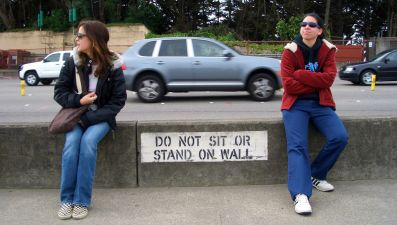 DO NOT SIT OR
STAND ON WALL